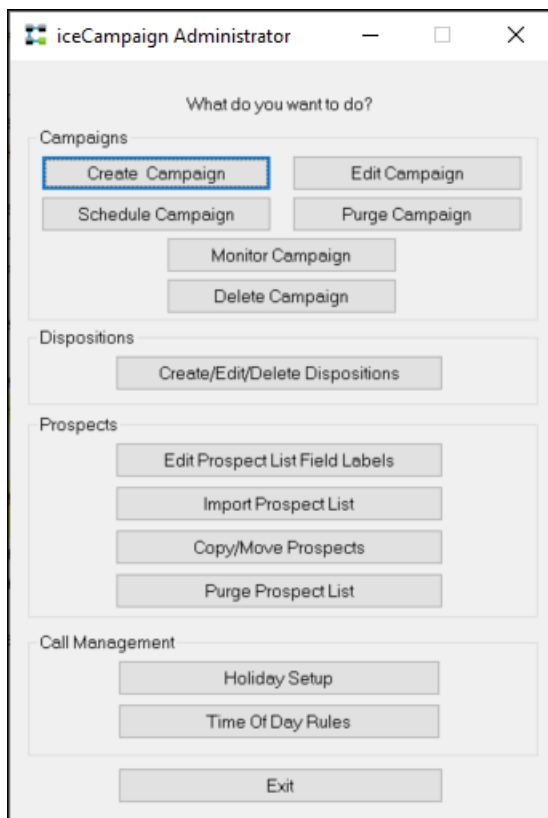 iceCampaign Administrator
What do you want to do?
Campaigns
Create Campaign
Edit Campaign
Schedule Campaign
Purge Campaign
Monitor Campaign
Delete Campaign
Dispositions
Create/Edit/Delete Dispositions
Prospects
Edit Prospect List Field Labels
Import Prospect List
Copy/Move Prospects
Purge Prospect List
Call Management
Holiday Setup
Time Of Day Rules
Exit